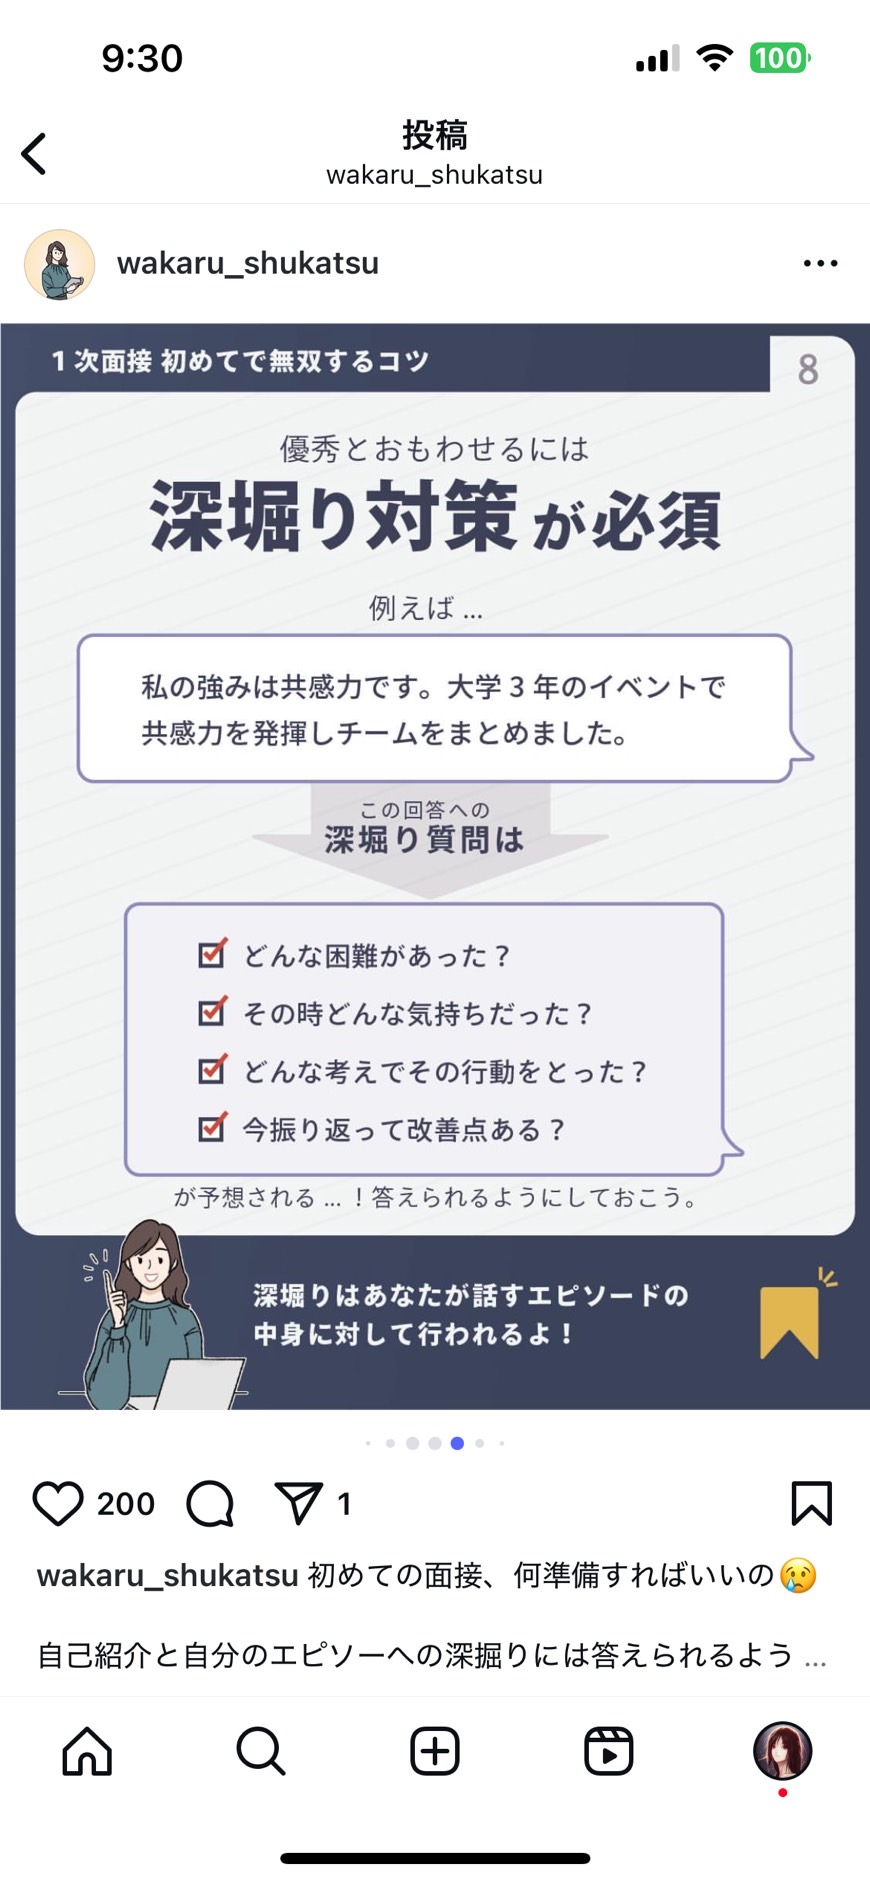 9:30
100
投稿
wakaru_shukatsu
wakaru_shukatsu
1次面接 初めてで無双するコツ
8
優秀とおもわせるには
深堀り対策が必須
例えば…
私の強みは共感力です。大学3年のイベントで
共感力を発揮しチームをまとめました。
この回答への
深堀り質問は
どんな困難があった？
その時どんな気持ちだった？
どんな考えでその行動をとった？
今振り返って改善点ある？
が予想される…！答えられるようにしておこう。
深堀りはあなたが話すエピソードの
中身に対して行われるよ！
200
1
wakaru_shukatsu 初めての面接、何準備すればいいの😢
自己紹介と自分のエピソーへの深掘りには答えられるよう ...